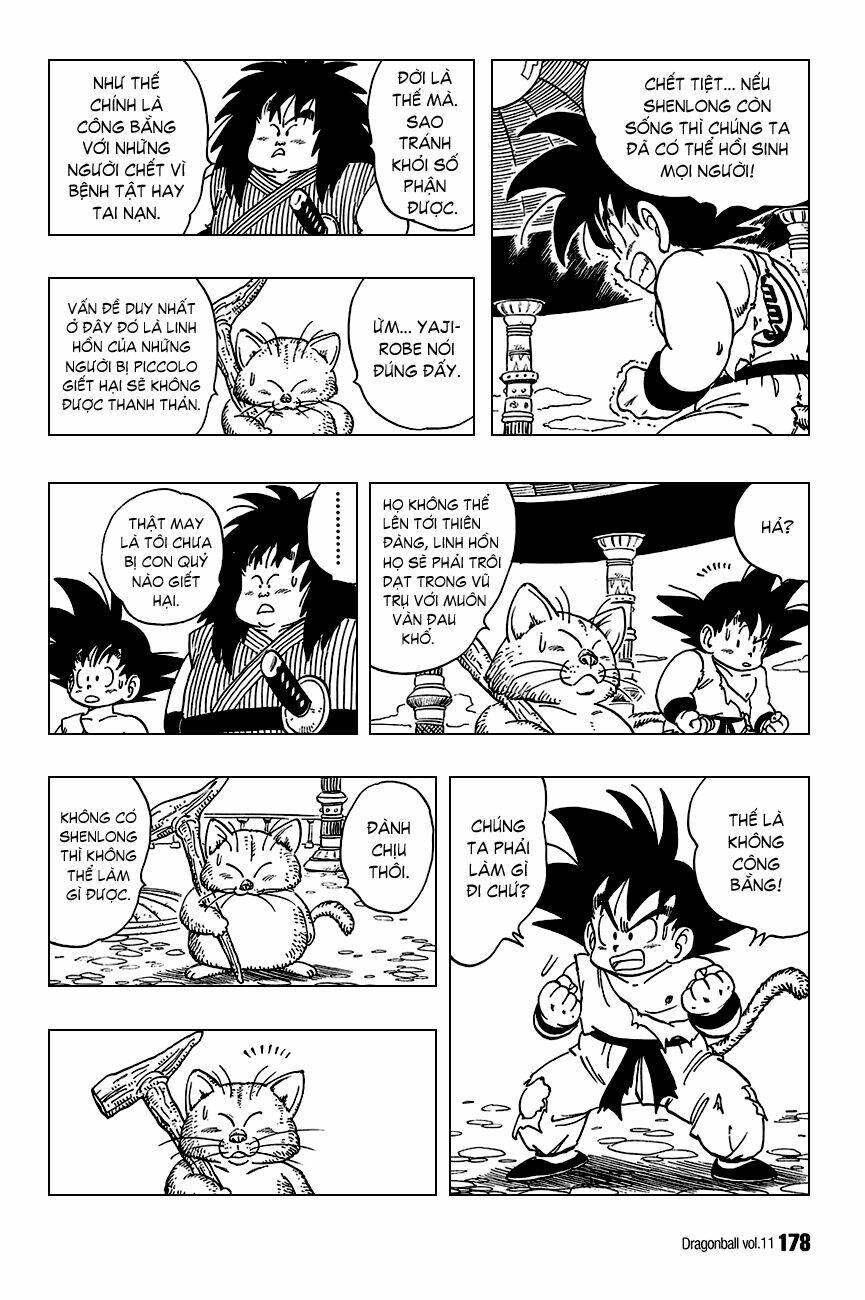 CHẾT TIỆT... NẾU
SHENLONG CÒN
SỐNG THÌ CHÚNG TA
ĐÃ CÓ THỂ HỒI SINH
MỌI NGƯỜI!
ĐỜI LÀ
THẾ MÀ.
SAO
TRÁNH
KHỎI SỐ
PHẬN
ĐƯỢC.
NHƯ THẾ
CHÍNH LÀ
CÔNG BẰNG
VỚI NHỮNG
NGƯỜI CHẾT VÌ
BỆNH TẬT HAY
TAI NẠN.
ỪM... YAJI-
ROBE NÓI
ĐÚNG ĐẤY.
VẤN ĐỀ DUY NHẤT
Ở ĐÂY ĐÓ LÀ LINH
HỒN CỦA NHỮNG
NGƯỜI BỊ PICCOLO
GIẾT HẠI SẼ KHÔNG
ĐƯỢC THANH THẢN.
HẢ?
HỌ KHÔNG THỂ
LÊN TỚI THIÊN
ĐÀNG, LINH HỒN
HỌ SẼ PHẢI TRÔI
DẠT TRONG VŨ
TRỤ VỚI MUÔN
VÀN ĐAU
KHỔ.
.........
THẬT MAY
LÀ TÔI CHƯA
BỊ CON QUỶ
NÀO GIẾT
HẠI.
THẾ LÀ
KHÔNG
CÔNG
BẰNG!
CHÚNG
TA PHẢI
LÀM GÌ
ĐI CHỨ?
ĐÀNH
CHỊU
THÔI.
KHÔNG CÓ
SHENLONG
THÌ KHÔNG
THỂ LÀM
GÌ ĐƯỢC.
Dragonball vol.11 178